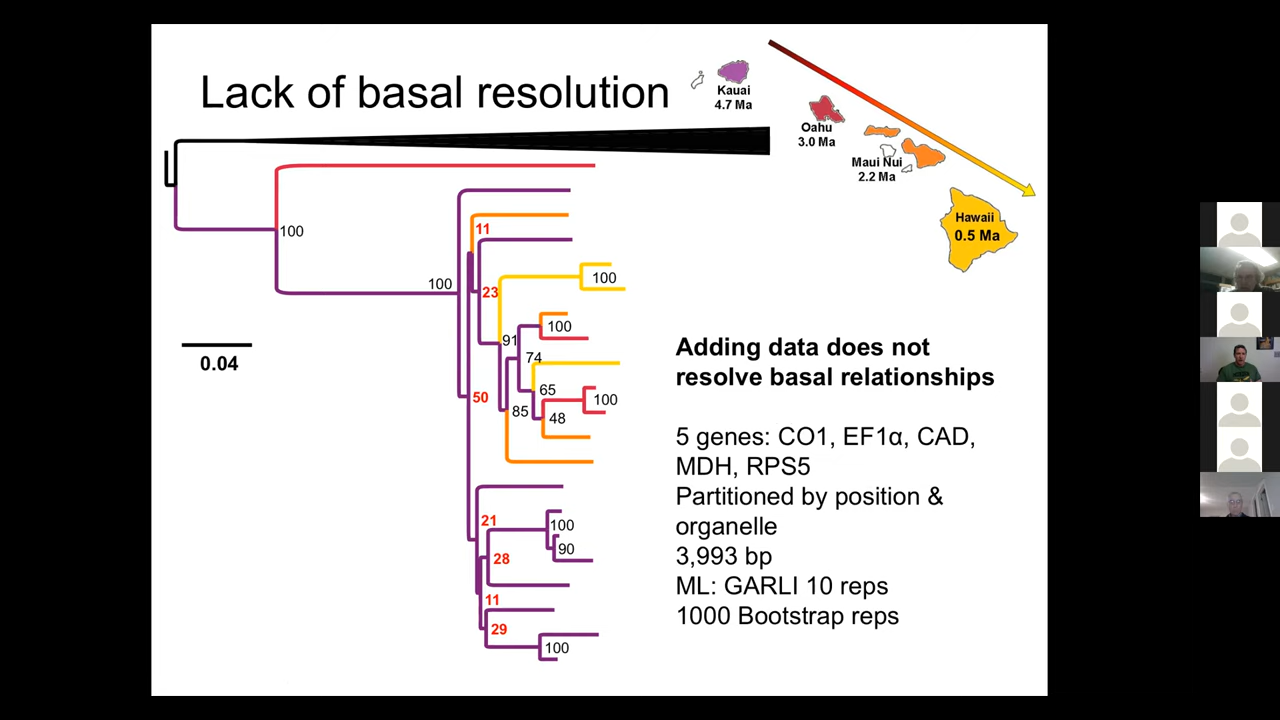 Lack of basal resolution
Kauai
4.7 Ma
Oahu
3.0 Ma
Maui Nui
2.2 Ma
Hawaii
0.5 Ma
100
11
100
23
100
100
91
74
65
100
85
48
50
21
100
90
28
11
29
100
0.04
Adding data does not
resolve basal relationships
5 genes: CO1, EF1α, CAD,
MDH, RPS5
Partitioned by position &
organelle
3,993 bp
ML: GARLI 10 reps
1000 Bootstrap reps